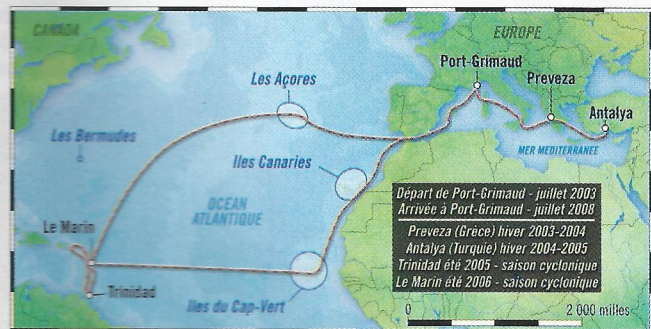 CANADA
EUROPE
Port-Grimaud
Preveza
Antalya
Les Açores
Les Bermudes
MER MEDITERRANEE
Iles Canaries
OCEAN
ATLANTIQUE
Le Marin
Trinidad
Iles du Cap-Vert
Départ de Port-Grimaud - juillet 2003
Arrivée à Port-Grimaud - juillet 2008
Preveza (Grèce) hiver 2003-2004
Antalya (Turquie) hiver 2004-2005
Trinidad été 2005 - saison cyclonique
Le Marin été 2006 - saison cyclonique
0 2 000 milles